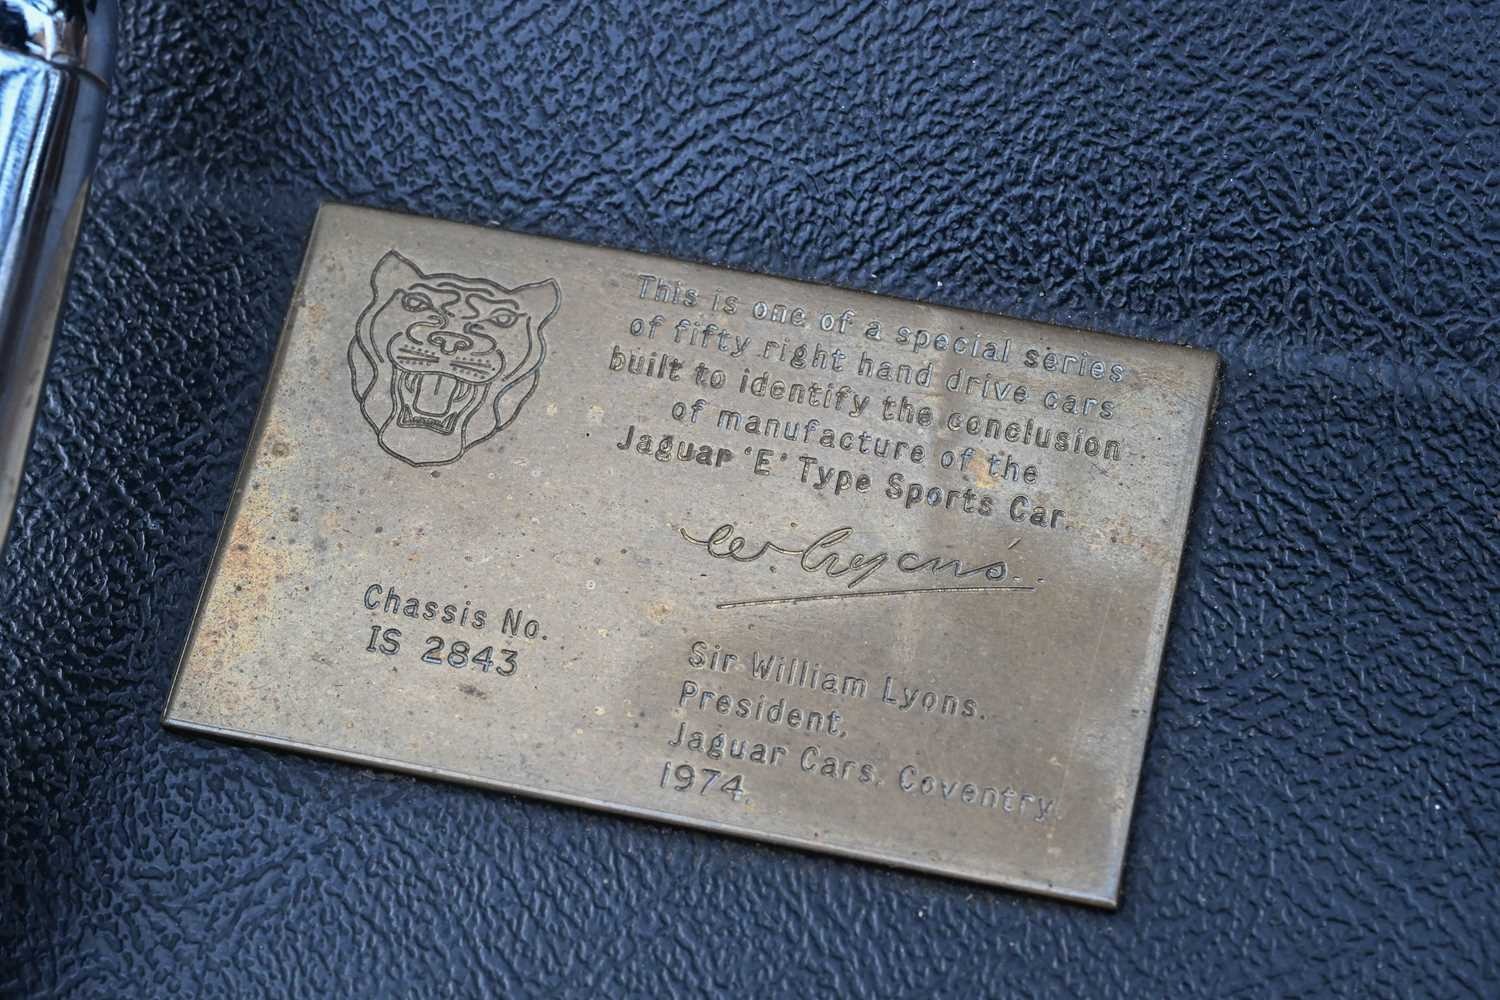 This is one of a special series
of fifty right hand drive cars
built to identify the conclusion
of manufacture of the
Jaguar 'E' Type Sports Car.
W Lyons.
Chassis No.
IS 2843
Sir William Lyons.
President,
Jaguar Cars, Coventry.
1974.